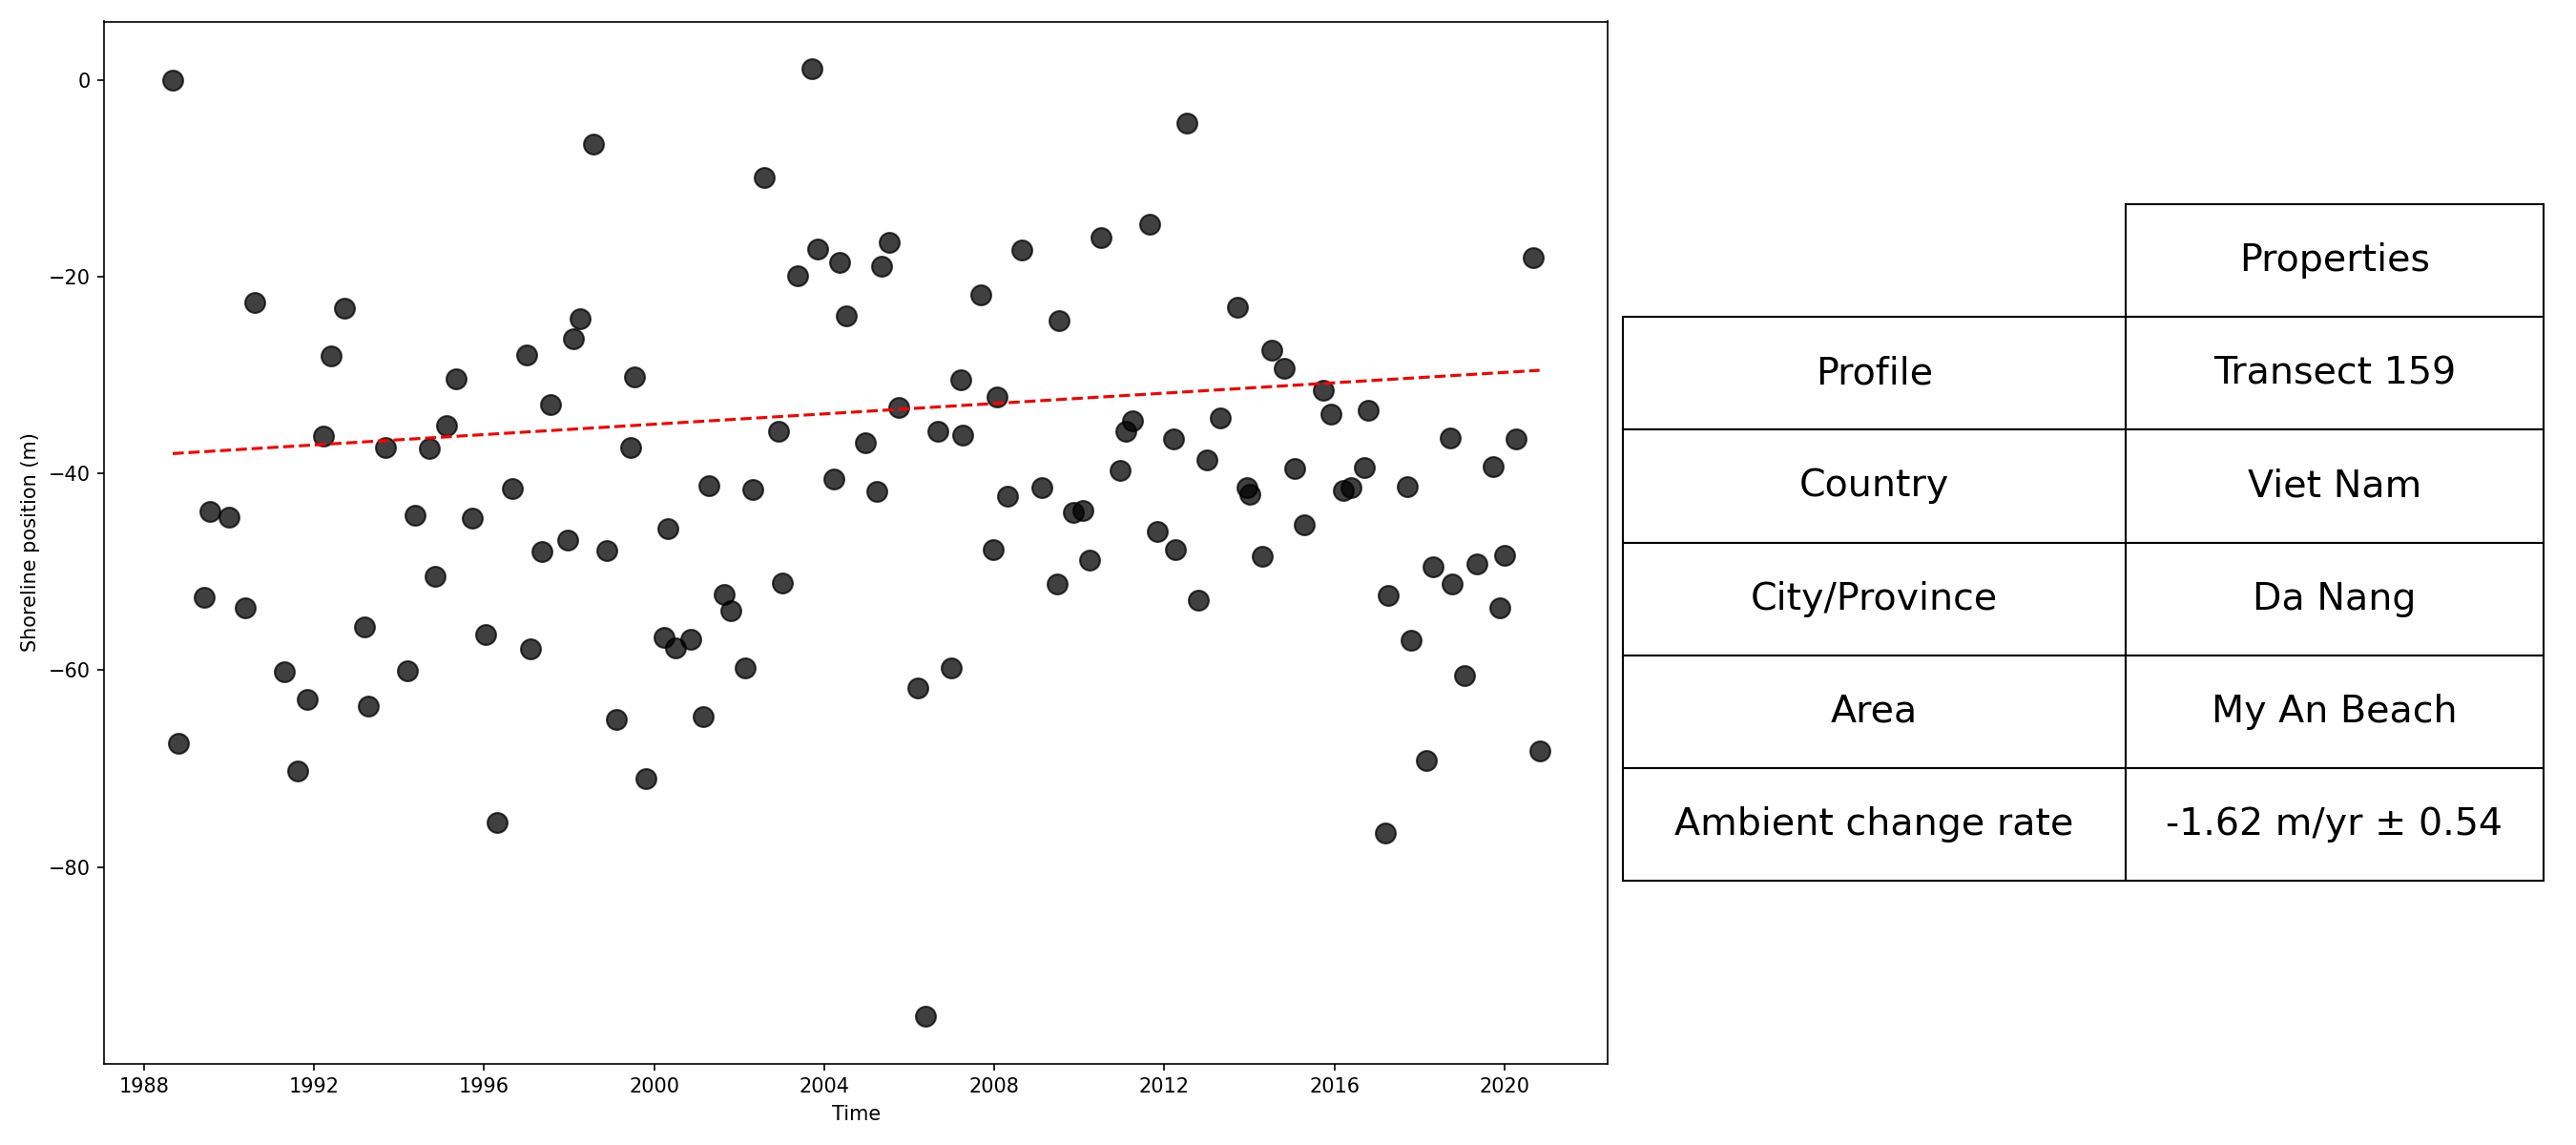 0
−20
−40
−60
−80
Shoreline position (m)
1988 1992 1996 2000 2004 2008 2012 2016 2020
Time
Properties
Profile Transect 159
Country Viet Nam
City/Province Da Nang
Area My An Beach
Ambient change rate -1.62 m/yr ± 0.54